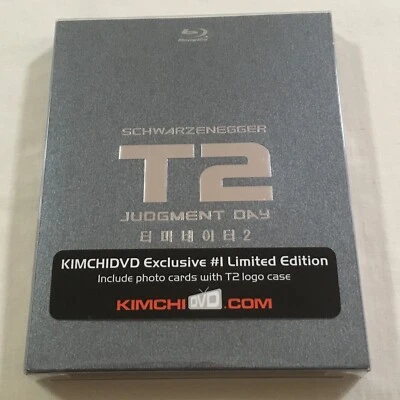 Blu-ray Disc
SCHWARZENEGGER
T2
JUDGMENT DAY
터미네이터 2
KIMCHIDVD Exclusive #1 Limited Edition
Include photo cards with T2 logo case
KIMCHIDVD.COM